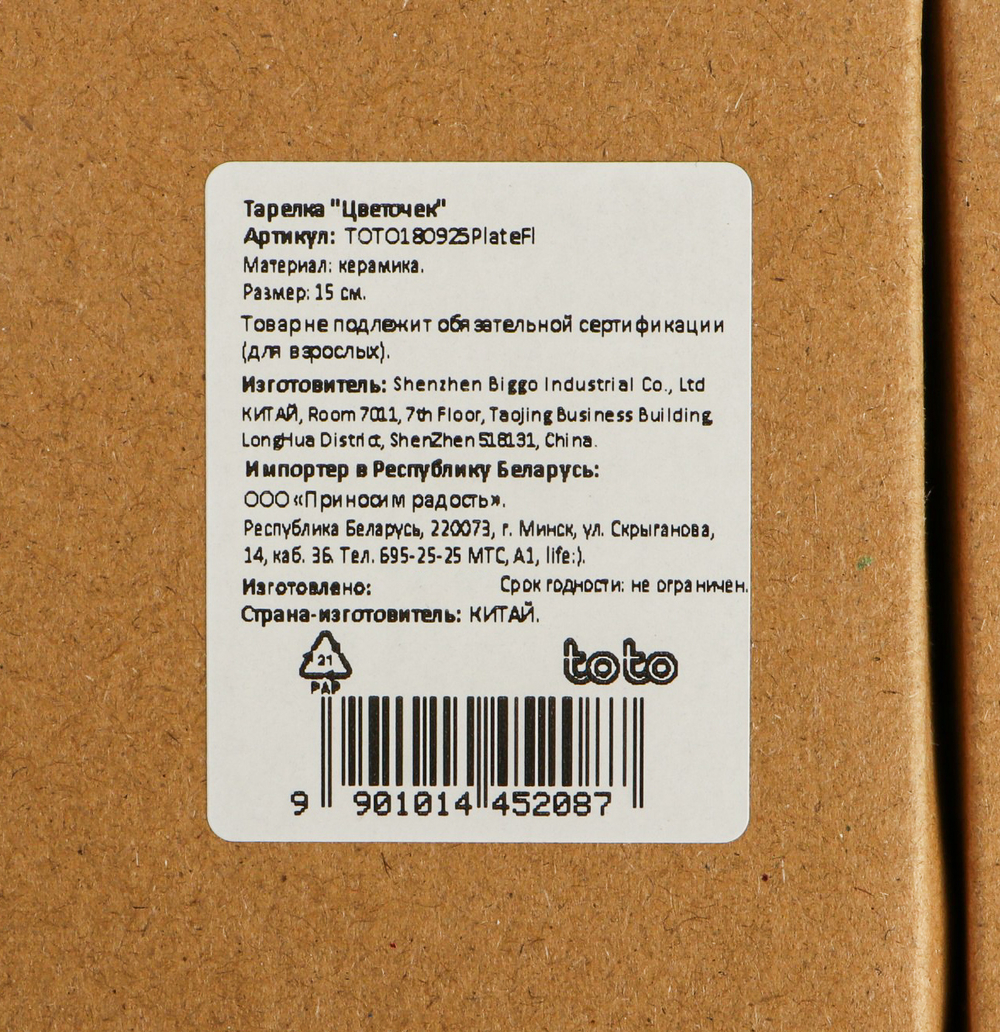 Тарелка "Цветочек"
Артикул: TOTO180925PlateFl
Материал: керамика.
Размер: 15 см.
Товар не подлежит обязательной сертификации
(для взрослых).
Изготовитель: Shenzhen Biggo Industrial Co., Ltd
КИТАЙ, Room 7011, 7th Floor, Taojing Business Building,
LongHua District, ShenZhen 518131, China.
Импортер в Республику Беларусь:
ООО «Приносим радость».
Республика Беларусь, 220073, г. Минск, ул. Скрыганова,
14, каб. 36. Тел. 695-25-25 МТС, А1, life:).
Изготовлено: Срок годности: не ограничен.
Страна-изготовитель: КИТАЙ.
21
PAP
toto
9 901014 452087